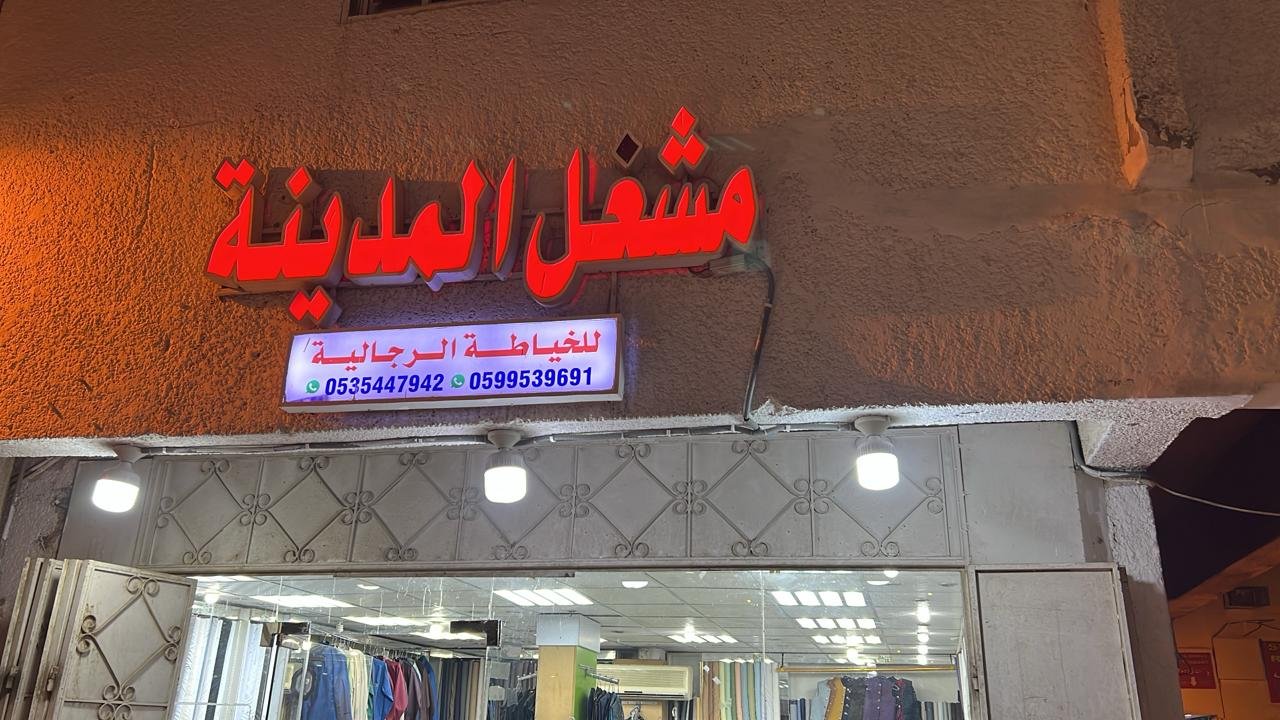 مشغل المدينة
للخياطة الرجالية
0535447942 0599539691